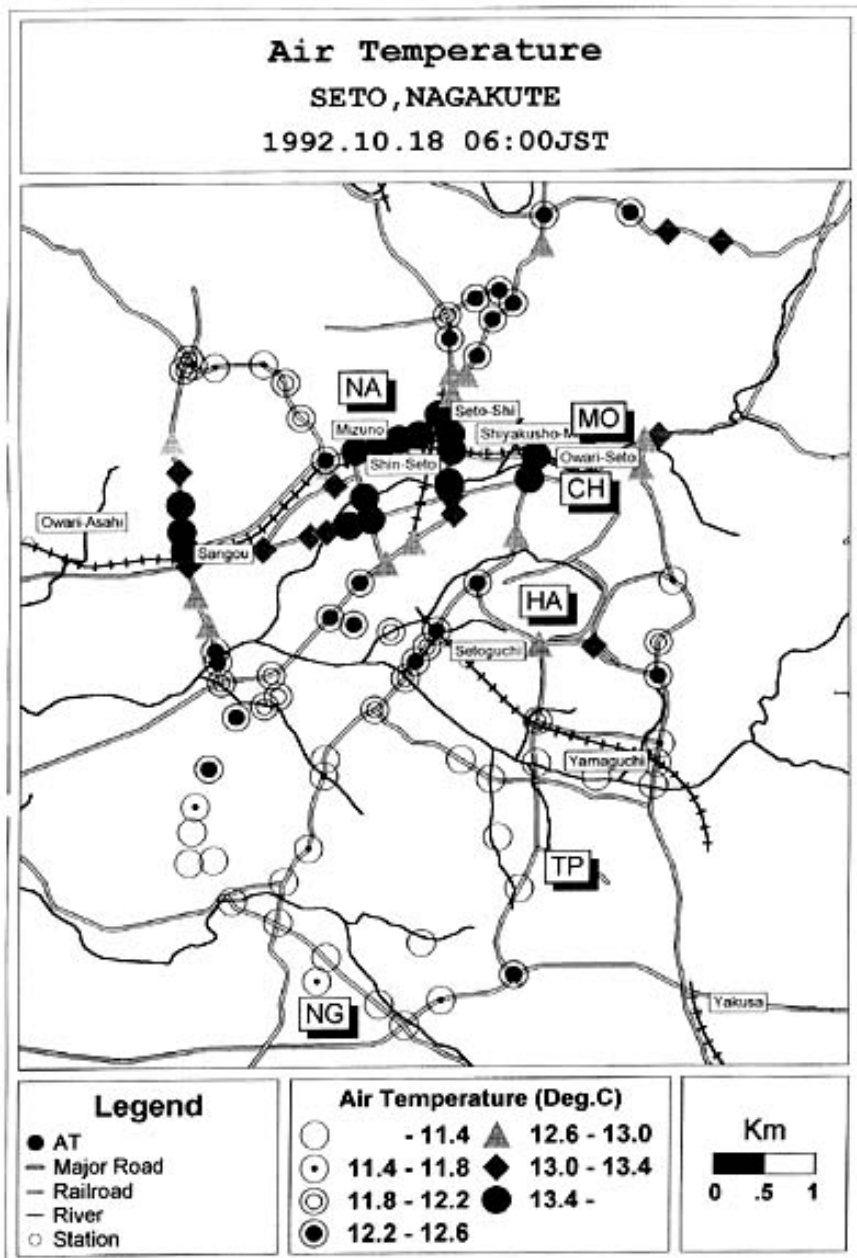 Air Temperature
SETO,NAGAKUTE
1992.10.18 06:00JST
NA
MO
Seto-Shi
Mizuno
Shiyakusho-M
Shin-Seto
Owari-Seto
CH
Owari-Asahi
Sangou
HA
Setoguchi
Yamaguchi
TP
NG
Yakusa
Legend
AT
Major Road
Railroad
River
Station
Air Temperature (Deg.C)
- 11.4
11.4 - 11.8
11.8 - 12.2
12.2 - 12.6
12.6 - 13.0
13.0 - 13.4
13.4 -
Km
0 .5 1